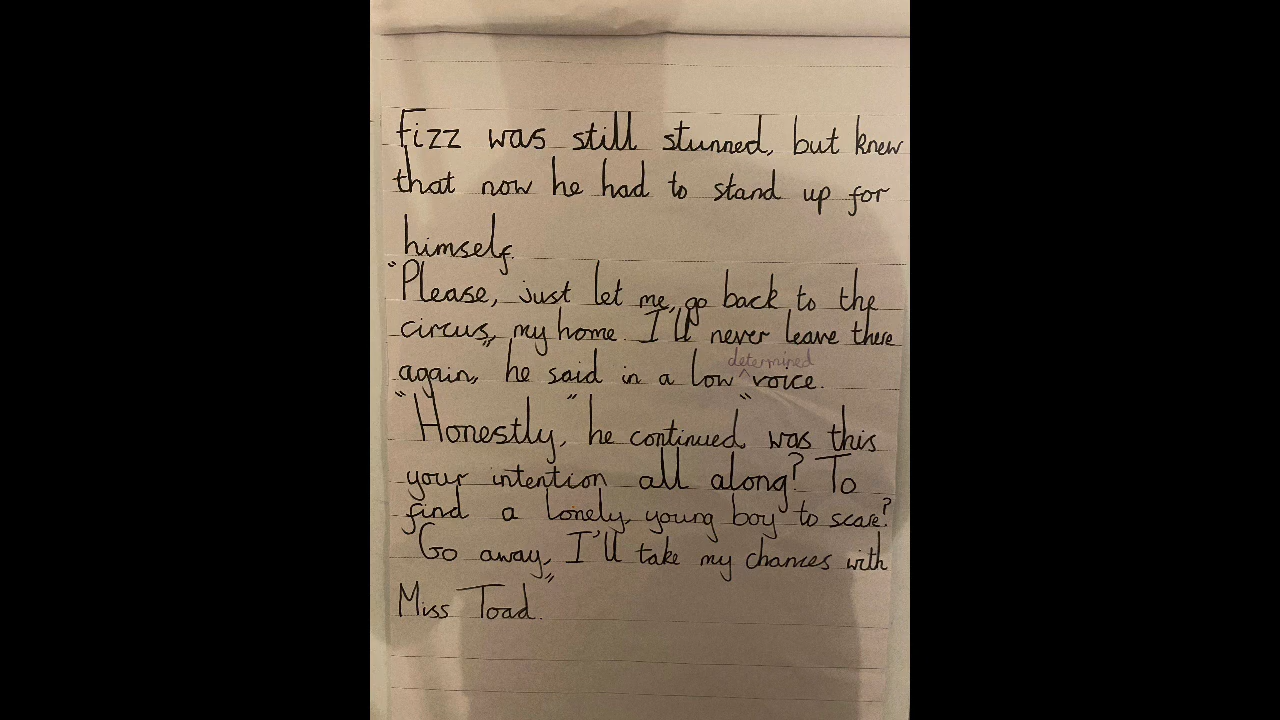 Fizz was still stunned, but knew
that now he had to stand up for
himself.
"Please, just let me, go back to the
circus, my home. I'll never leave there
again," he said in a low ^determined voice.
"Honestly," he continued, "was this
your intention all along? To
find a lonely, young boy to scare?
Go away, I'll take my chances with
Miss Toad."